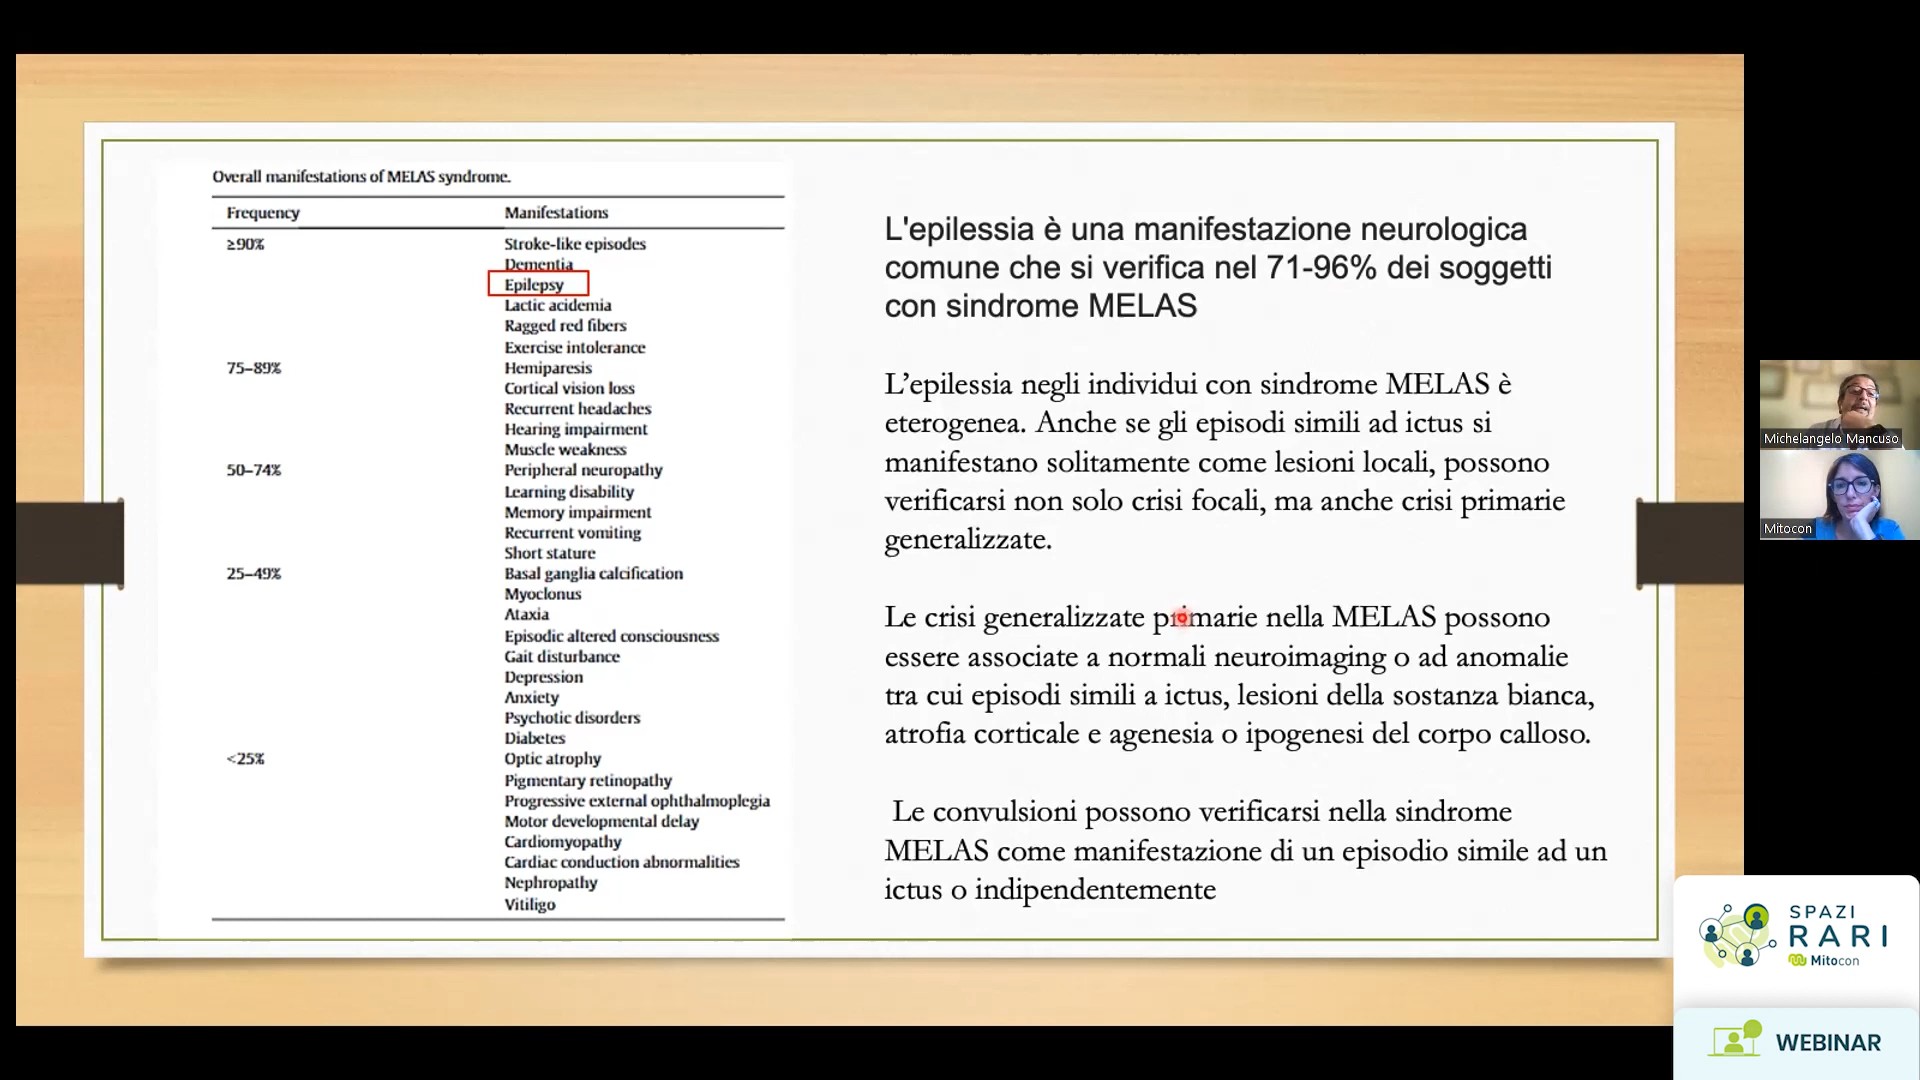 Overall manifestations of MELAS syndrome.
Frequency Manifestations
≥90% Stroke-like episodes
Dementia
Epilepsy
Lactic acidemia
Ragged red fibers
Exercise intolerance
75–89% Hemiparesis
Cortical vision loss
Recurrent headaches
Hearing impairment
Muscle weakness
50–74% Peripheral neuropathy
Learning disability
Memory impairment
Recurrent vomiting
Short stature
25–49% Basal ganglia calcification
Myoclonus
Ataxia
Episodic altered consciousness
Gait disturbance
Depression
Anxiety
Psychotic disorders
Diabetes
<25% Optic atrophy
Pigmentary retinopathy
Progressive external ophthalmoplegia
Motor developmental delay
Cardiomyopathy
Cardiac conduction abnormalities
Nephropathy
Vitiligo
L'epilessia è una manifestazione neurologica
comune che si verifica nel 71-96% dei soggetti
con sindrome MELAS
L’epilessia negli individui con sindrome MELAS è
eterogenea. Anche se gli episodi simili ad ictus si
manifestano solitamente come lesioni locali, possono
verificarsi non solo crisi focali, ma anche crisi primarie
generalizzate.
Le crisi generalizzate primarie nella MELAS possono
essere associate a normali neuroimaging o ad anomalie
tra cui episodi simili a ictus, lesioni della sostanza bianca,
atrofia corticale e agenesia o ipogenesi del corpo calloso.
Le convulsioni possono verificarsi nella sindrome
MELAS come manifestazione di un episodio simile ad un
ictus o indipendentemente
Michelangelo Mancuso
Mitocon
SPAZI
RARI
Mitocon
WEBINAR